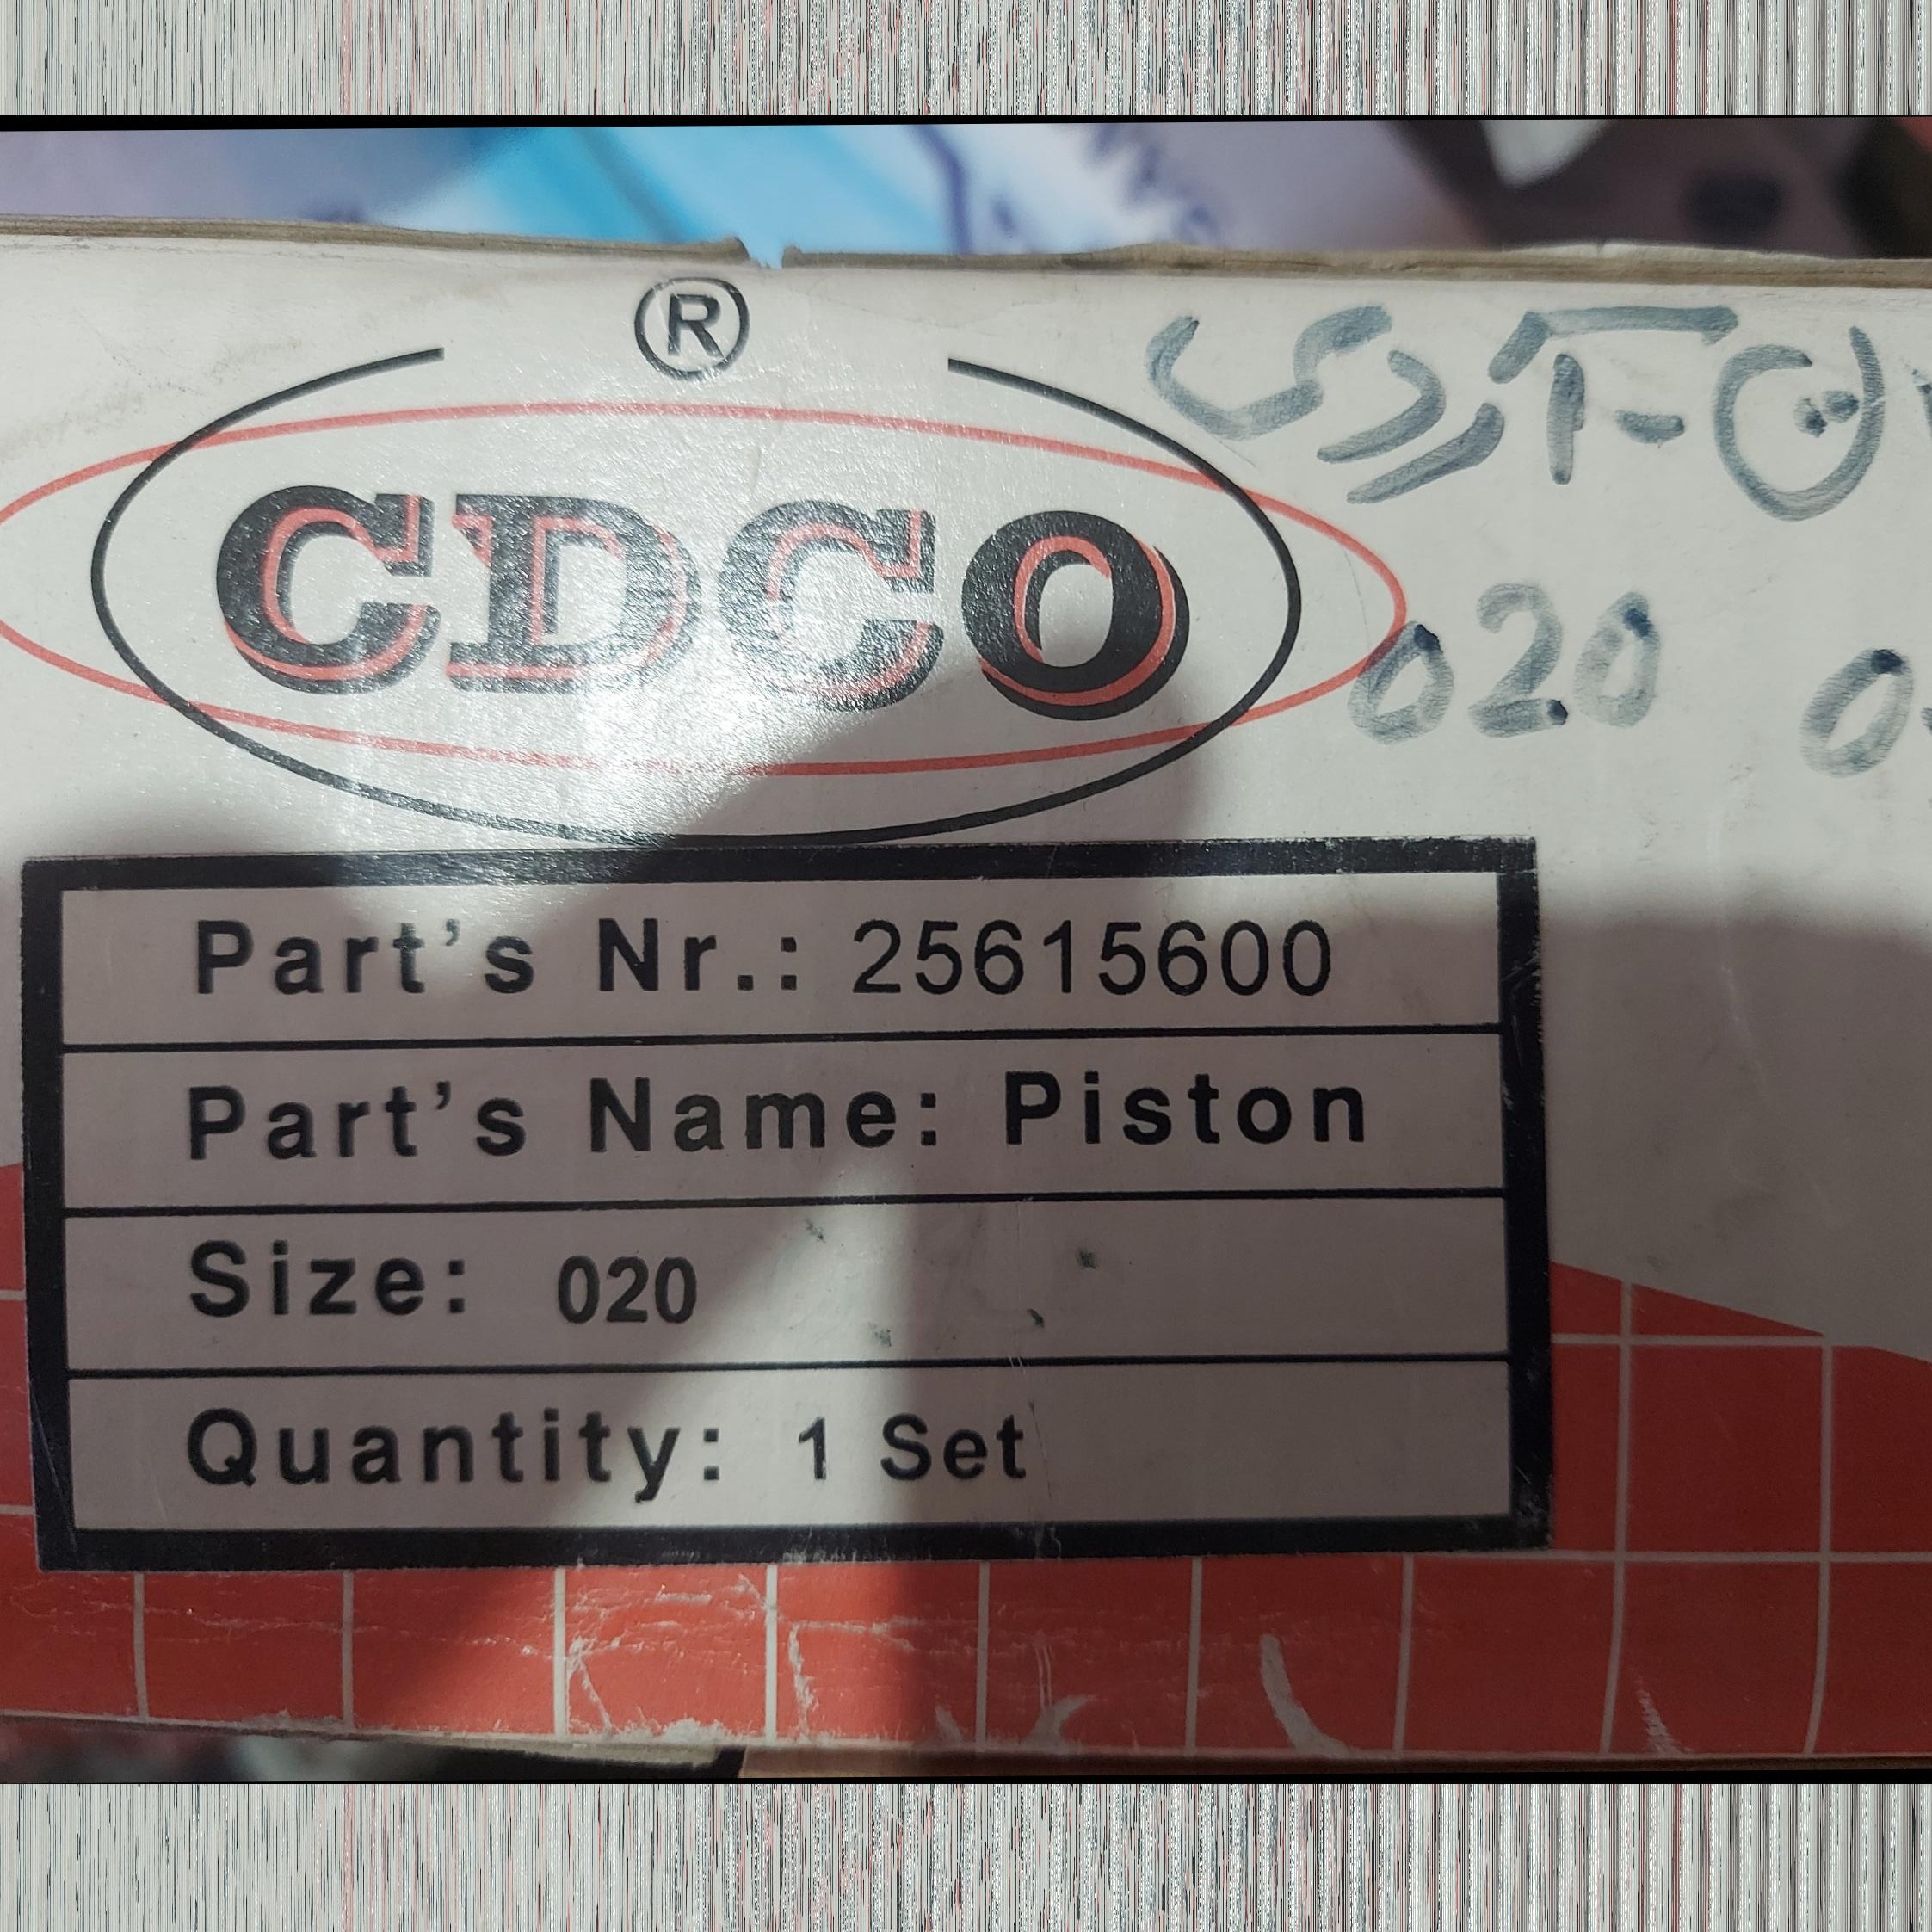 ®
CDCO
020
Part's Nr.: 25615600
Part's Name: Piston
Size: 020
Quantity: 1 Set